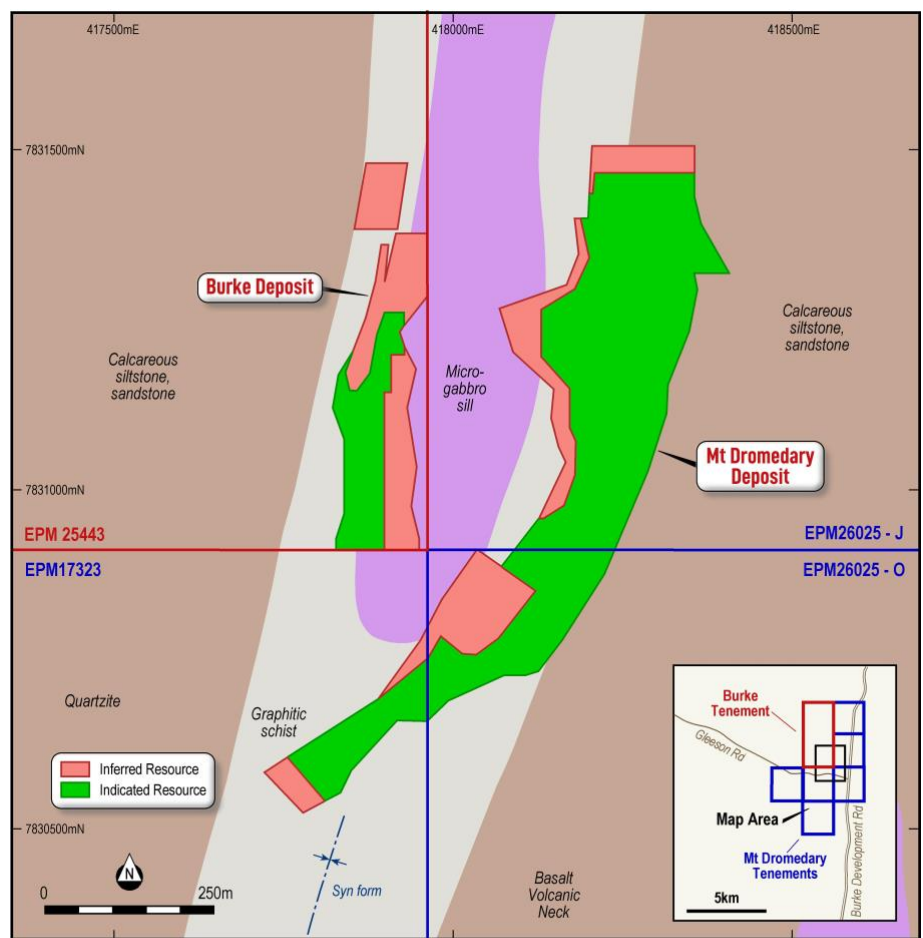 417500mE
418000mE
418500mE
7831500mN
Burke Deposit
Calcareous
siltstone,
sandstone
Calcareous
siltstone,
sandstone
Micro-
gabbro
sill
Mt Dromedary
Deposit
7831000mN
EPM 25443
EPM26025 - J
EPM17323
EPM26025 - O
Quartzite
Graphitic
schist
Inferred Resource
Indicated Resource
7830500mN
N
0
250m
Syn form
Basalt
Volcanic
Neck
Burke
Tenement
Gleeson Rd
Map Area
Mt Dromedary
Tenements
Burke Development Rd
5km